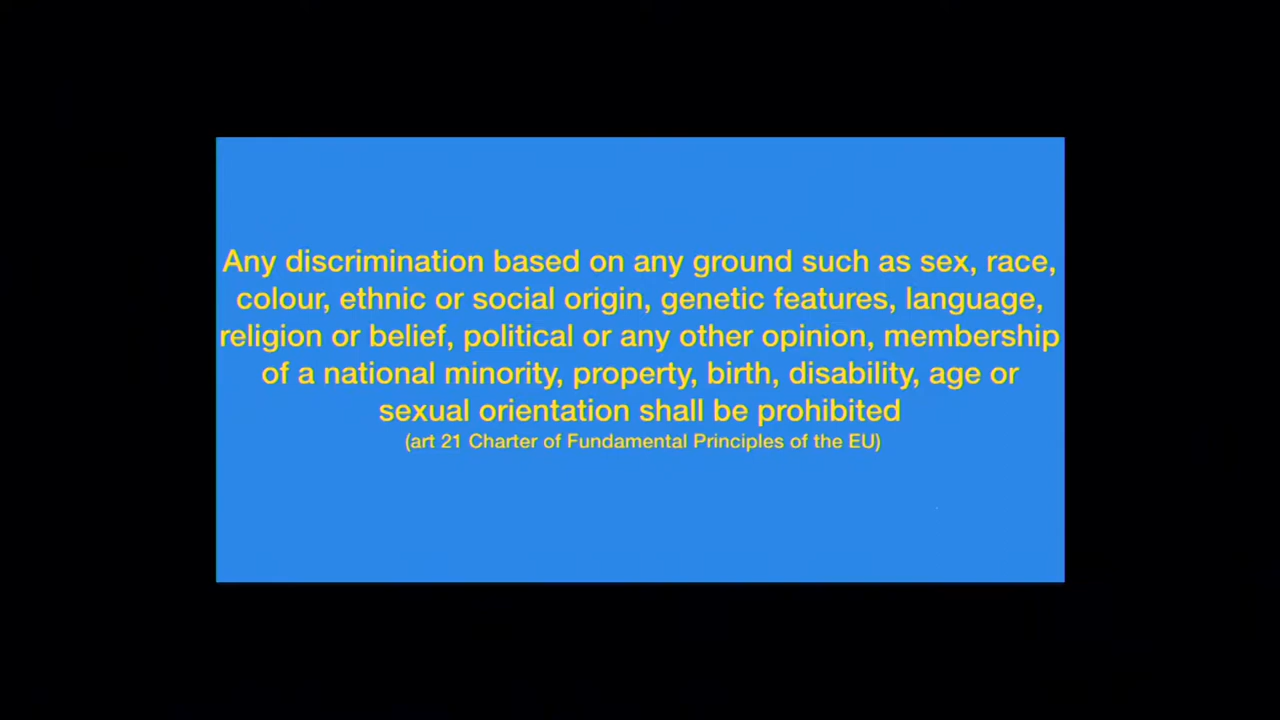 Any discrimination based on any ground such as sex, race,
colour, ethnic or social origin, genetic features, language,
religion or belief, political or any other opinion, membership
of a national minority, property, birth, disability, age or
sexual orientation shall be prohibited
(art 21 Charter of Fundamental Principles of the EU)